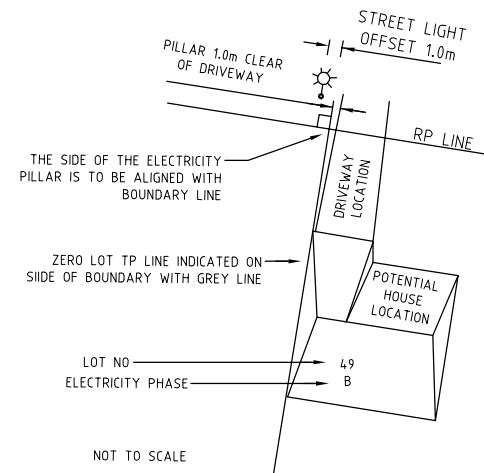 STREET LIGHT
OFFSET 1.0m
PILLAR 1.0m CLEAR
OF DRIVEWAY
RP LINE
THE SIDE OF THE ELECTRICITY
PILLAR IS TO BE ALIGNED WITH
BOUNDARY LINE
DRIVEWAY
LOCATION
ZERO LOT TP LINE INDICATED ON
SIIDE OF BOUNDARY WITH GREY LINE
POTENTIAL
HOUSE
LOCATION
LOT NO
49
ELECTRICITY PHASE
B
NOT TO SCALE